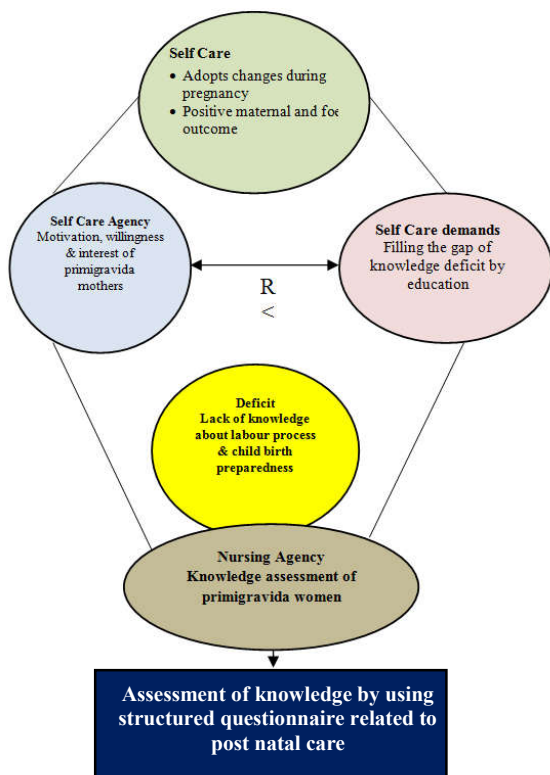 Self Care
• Adopts changes during
pregnancy
• Positive maternal and foe
outcome
Self Care Agency
Motivation, willingness
& interest of
primigravida
mothers
Self Care demands
Filling the gap of
knowledge deficit by
education
R
<
Deficit
Lack of knowledge
about labour process
& child birth
preparedness
Nursing Agency
Knowledge assessment of
primigravida women
Assessment of knowledge by using
structured questionnaire related to
post natal care